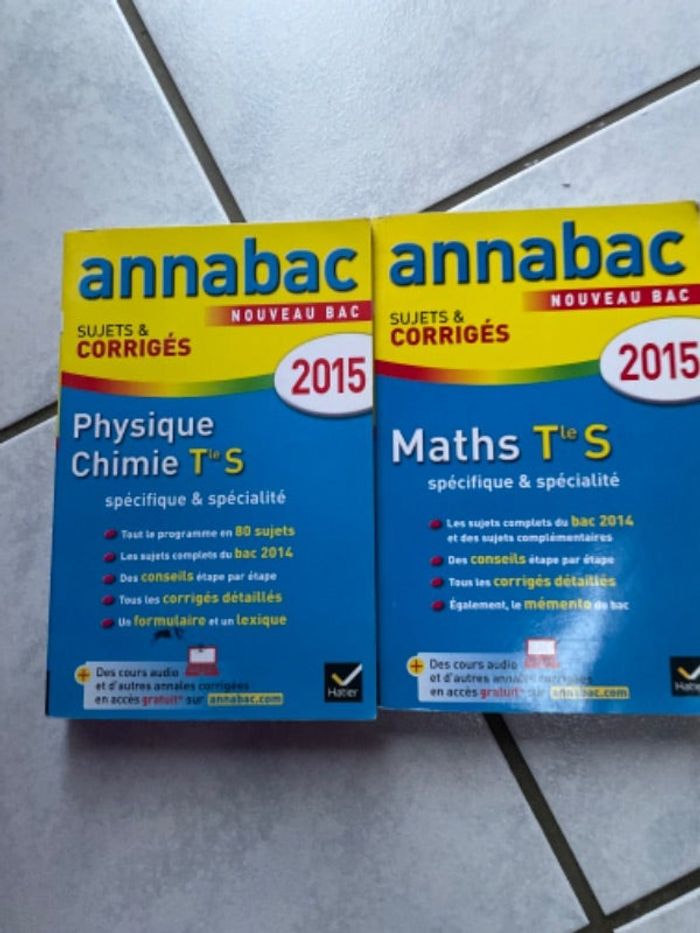 annabac
NOUVEAU BAC
SUJETS &
CORRIGÉS
2015
Physique
Chimie Tle S
spécifique & spécialité
Tout le programme en 80 sujets
Les sujets complets du bac 2014
Des conseils étape par étape
Tous les corrigés détaillés
Un formulaire et un lexique
+ Des cours audio
et d'autres annales corrigées
en accès gratuit* sur annabac.com
Hatier
annabac
NOUVEAU BAC
SUJETS &
CORRIGÉS
2015
Maths Tle S
spécifique & spécialité
Les sujets complets du bac 2014
et des sujets complémentaires
Des conseils étape par étape
Tous les corrigés détaillés
Également, le mémento du bac
+ Des cours audio
et d'autres annales corrigées
en accès gratuit* sur annabac.com
Hatier